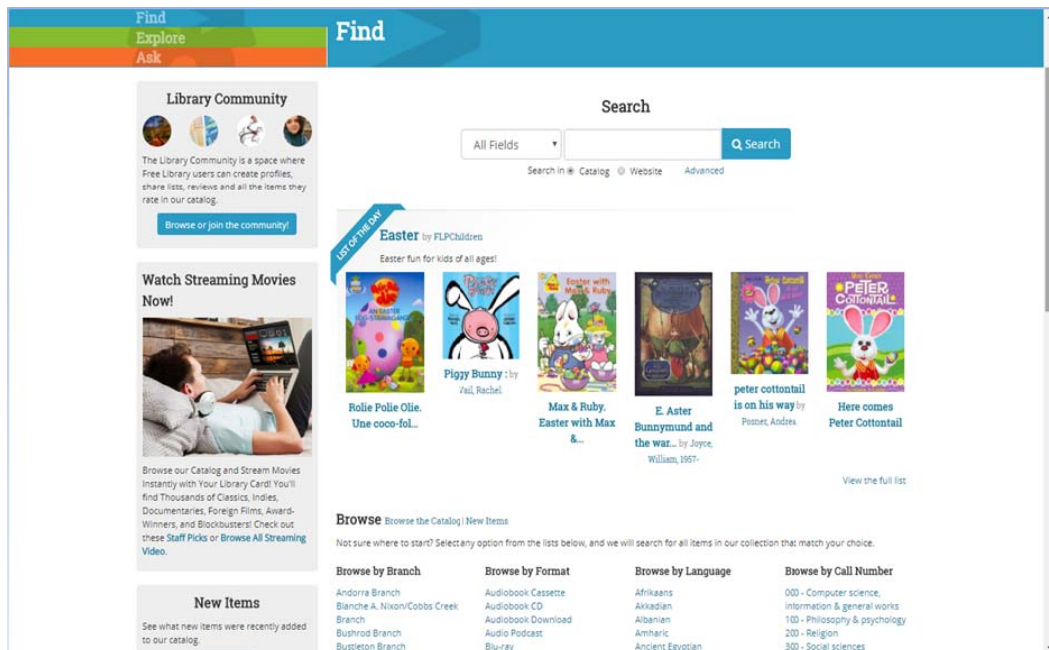 Find
Explore
Ask
Find
Library Community
The Library Community is a space where
Free Library users can create profiles,
share lists, reviews and all the items they
rate in our catalog.
Browse or join the community!
Watch Streaming Movies
Now!
Browse our Catalog and Stream Movies
Instantly with Your Library Card! You'll
find Thousands of Classics, Indies,
Documentaries, Foreign Films, Award-
Winners, and Blockbusters! Check out
these Staff Picks or Browse All Streaming
Video.
New Items
See what new items were recently added
to our catalog.
Search
All Fields
Search
Search in Catalog Website Advanced
LIST OF THE DAY
Easter by FLPChildren
Easter fun for kids of all ages!
AN EASTER
Easter with
Max & Ruby
PETER
COTTONTAIL
Rolie Polie Olie.
Une coco-fol...
Piggy Bunny : by
Vail, Rachel.
Max & Ruby.
Easter with Max
&...
E. Aster
Bunnymund and
the war... by Joyce,
William, 1957-
peter cottontail
is on his way by
Posner, Andrea.
Here comes
Peter Cottontail
View the full list
Browse Browse the Catalog | New Items
Not sure where to start? Select any option from the lists below, and we will search for all items in our collection that match your choice.
Browse by Branch
Andorra Branch
Blanche A. Nixon/Cobbs Creek
Branch
Bushrod Branch
Bustleton Branch
Browse by Format
Audiobook Cassette
Audiobook CD
Audiobook Download
Audio Podcast
Blu-ray
Browse by Language
Afrikaans
Akkadian
Albanian
Amharic
Ancient Egyptian
Browse by Call Number
000 - Computer science,
information & general works
100 - Philosophy & psychology
200 - Religion
300 - Social sciences